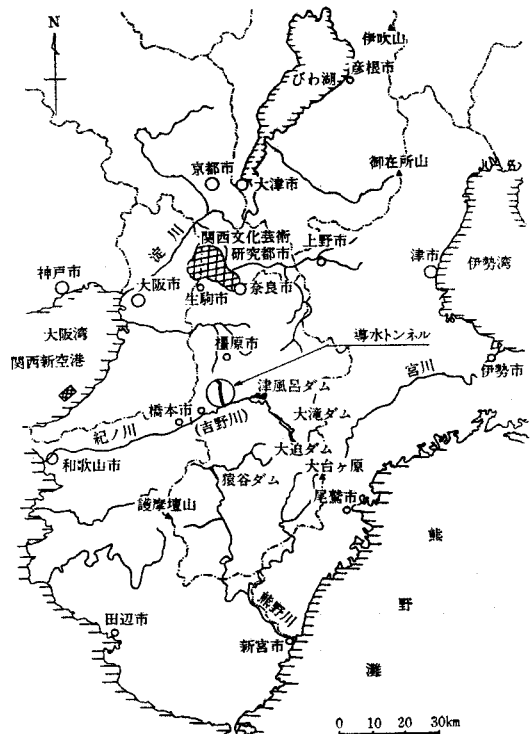 N
伊吹山
彦根市
びわ湖
御在所山
京都市
大津市
淀川
関西文化芸術
研究都市
上野市
神戸市
大阪市
生駒市
奈良市
津市
伊勢湾
大阪湾
橿原市
関西新空港
導水トンネル
伊勢市
宮川
津風呂ダム
橋本市
大滝ダム
紀ノ川
(吉野川)
大迫ダム
和歌山市
大台ヶ原
猿谷ダム
尾鷲市
護摩壇山
熊野灘
熊野川
田辺市
新宮市
0 10 20 30km